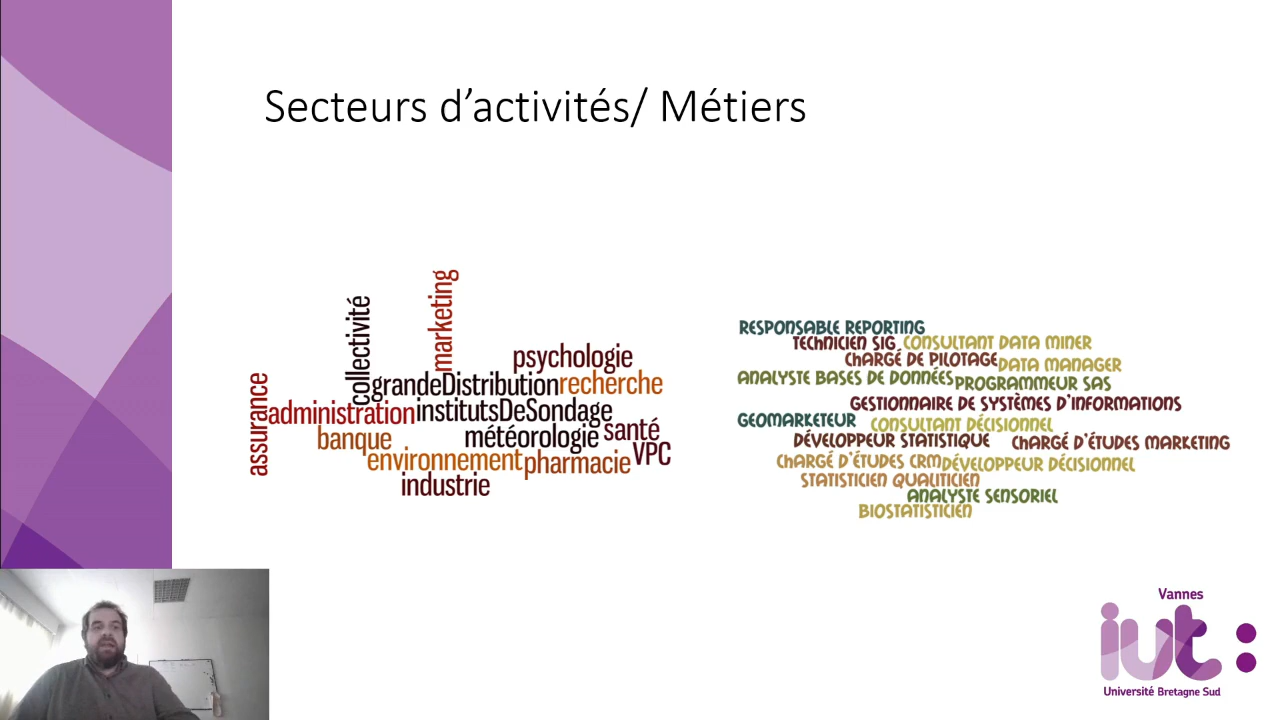 Secteurs d’activités/ Métiers
marketing
collectivité
psychologie
assurance
grandeDistribution recherche
administration institutsDeSondage
banque météorologie santé
environnement pharmacie VPC
industrie
RESPONSABLE REPORTING
TECHNICIEN SIG CONSULTANT DATA MINER
CHARGÉ DE PILOTAGE DATA MANAGER
ANALYSTE BASES DE DONNÉES PROGRAMMEUR SAS
GESTIONNAIRE DE SYSTÈMES D'INFORMATIONS
GEOMARKETEUR CONSULTANT DÉCISIONNEL
DÉVELOPPEUR STATISTIQUE CHARGÉ D'ÉTUDES MARKETING
CHARGÉ D'ÉTUDES CRM DÉVELOPPEUR DÉCISIONNEL
STATISTICIEN QUALITICIEN
ANALYSTE SENSORIEL
BIOSTATISTICIEN
Vannes
iut:
Université Bretagne Sud